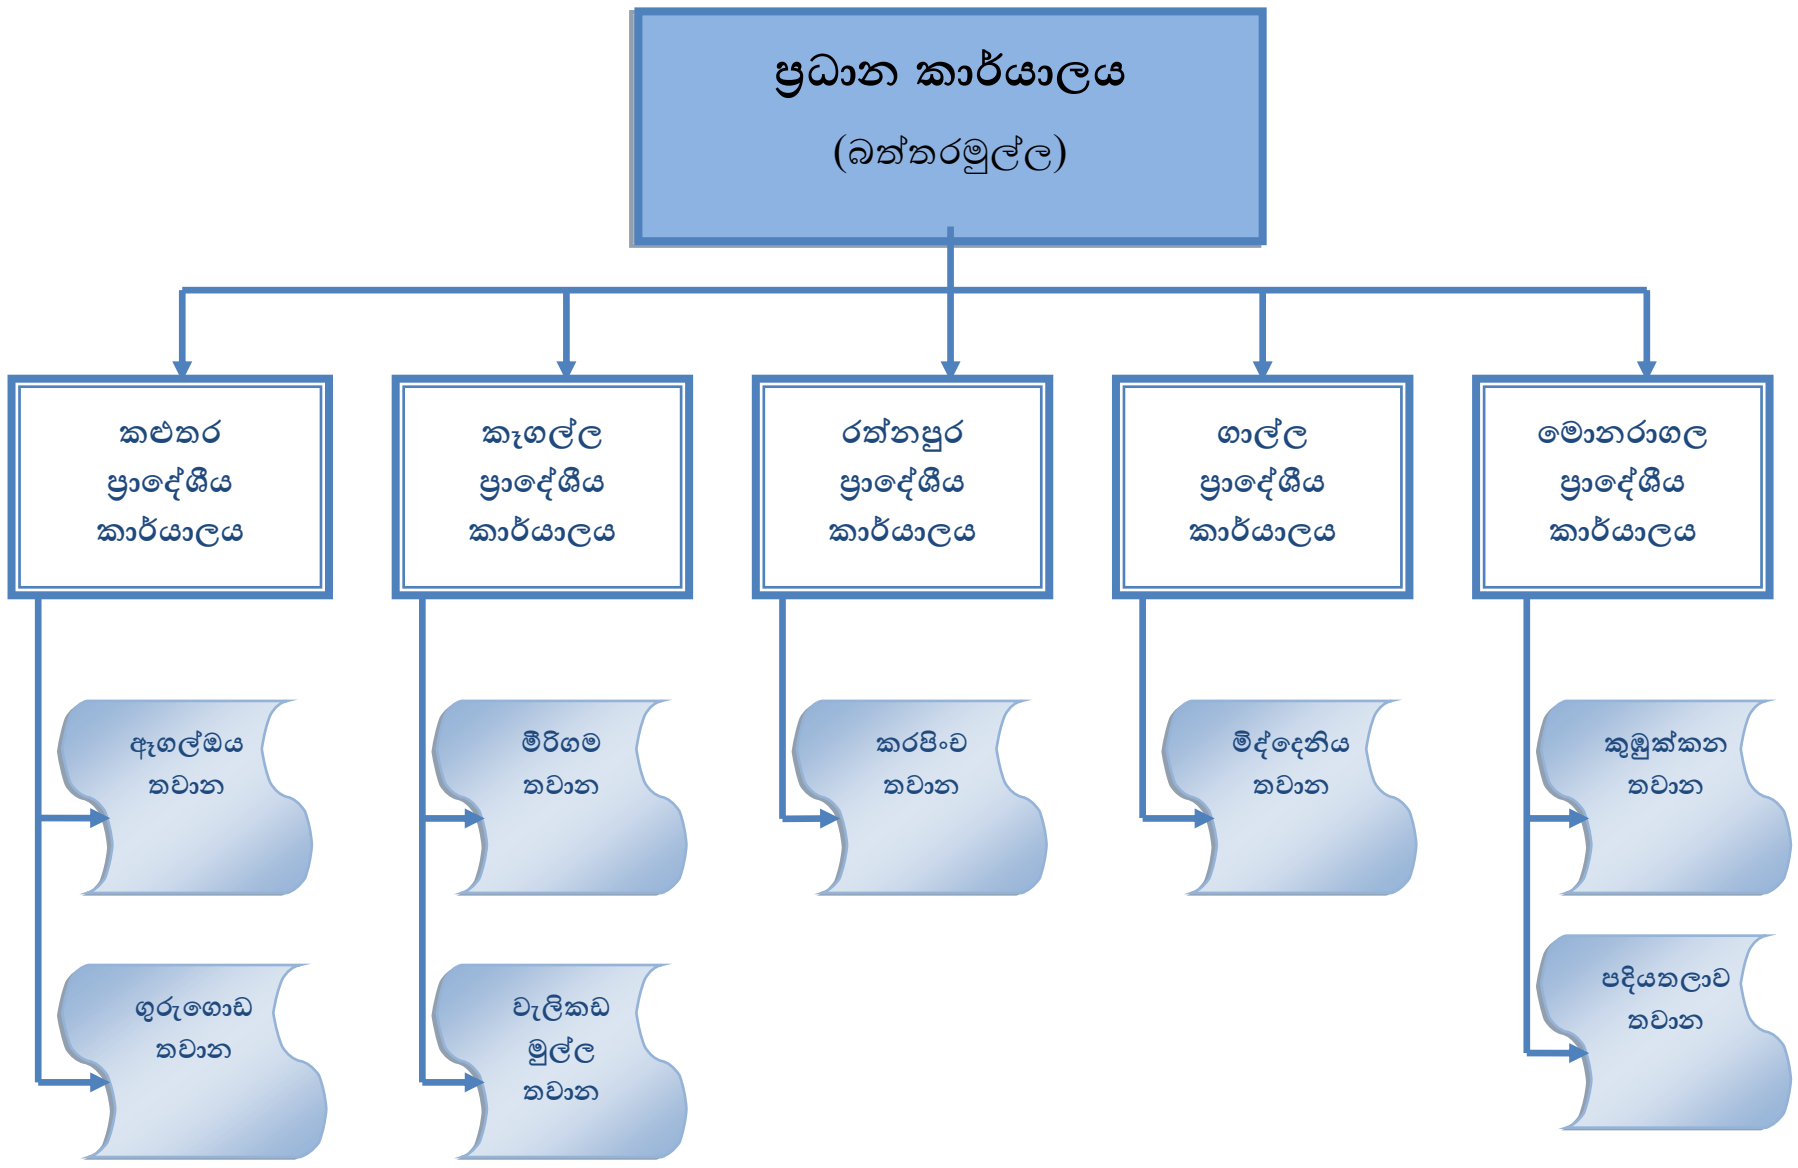 ප්‍රධාන කාර්යාලය
(බත්තරමුල්ල)
කළුතර
ප්‍රාදේශීය
කාර්යාලය
කෑගල්ල
ප්‍රාදේශීය
කාර්යාලය
රත්නපුර
ප්‍රාදේශීය
කාර්යාලය
ගාල්ල
ප්‍රාදේශීය
කාර්යාලය
මොනරාගල
ප්‍රාදේශීය
කාර්යාලය
ඈගල්ඔය
තවාන
මීරිගම
තවාන
කරපිංච
තවාන
මිද්දෙනිය
තවාන
කුඹුක්කන
තවාන
ගුරුගොඩ
තවාන
වැලිකඩ
මුල්ල
තවාන
පදියතලාව
තවාන